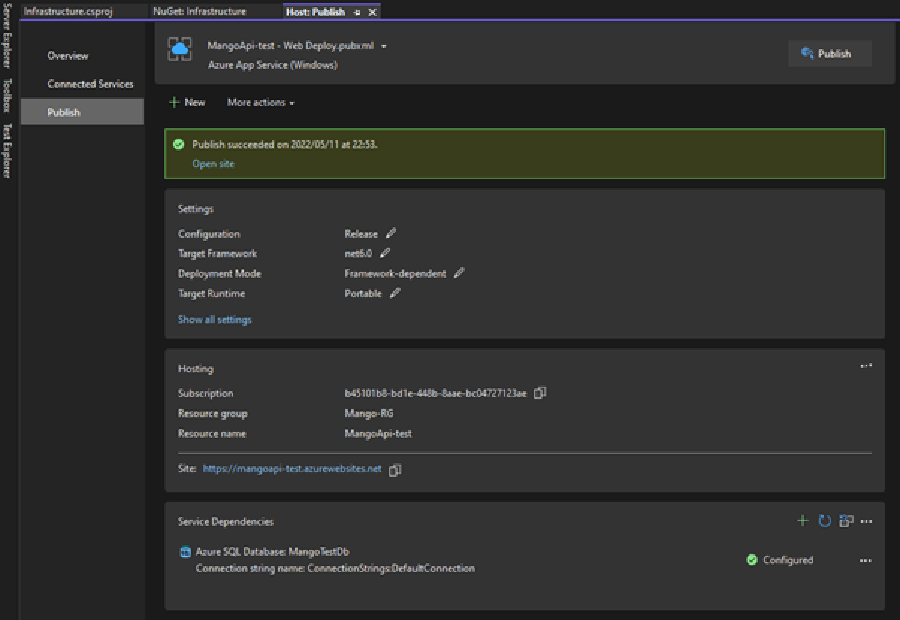 Server Explorer
Toolbox
Test Explorer
Infrastructure.csproj
NuGet: Infrastructure
Host: Publish
Overview
Connected Services
Publish
MangoApi-test - Web Deploy.pubxml
Azure App Service (Windows)
Publish
New
More actions
Publish succeeded on 2022/05/11 at 22:53.
Open site
Settings
Configuration Release
Target Framework net6.0
Deployment Mode Framework-dependent
Target Runtime Portable
Show all settings
Hosting
Subscription b45101b8-bd1e-448b-8aae-bc04727123ae
Resource group Mango-RG
Resource name MangoApi-test
Site: https://mangoapi-test.azurewebsites.net
Service Dependencies
Azure SQL Database: MangoTestDb
Connection string name: ConnectionStrings:DefaultConnection
Configured